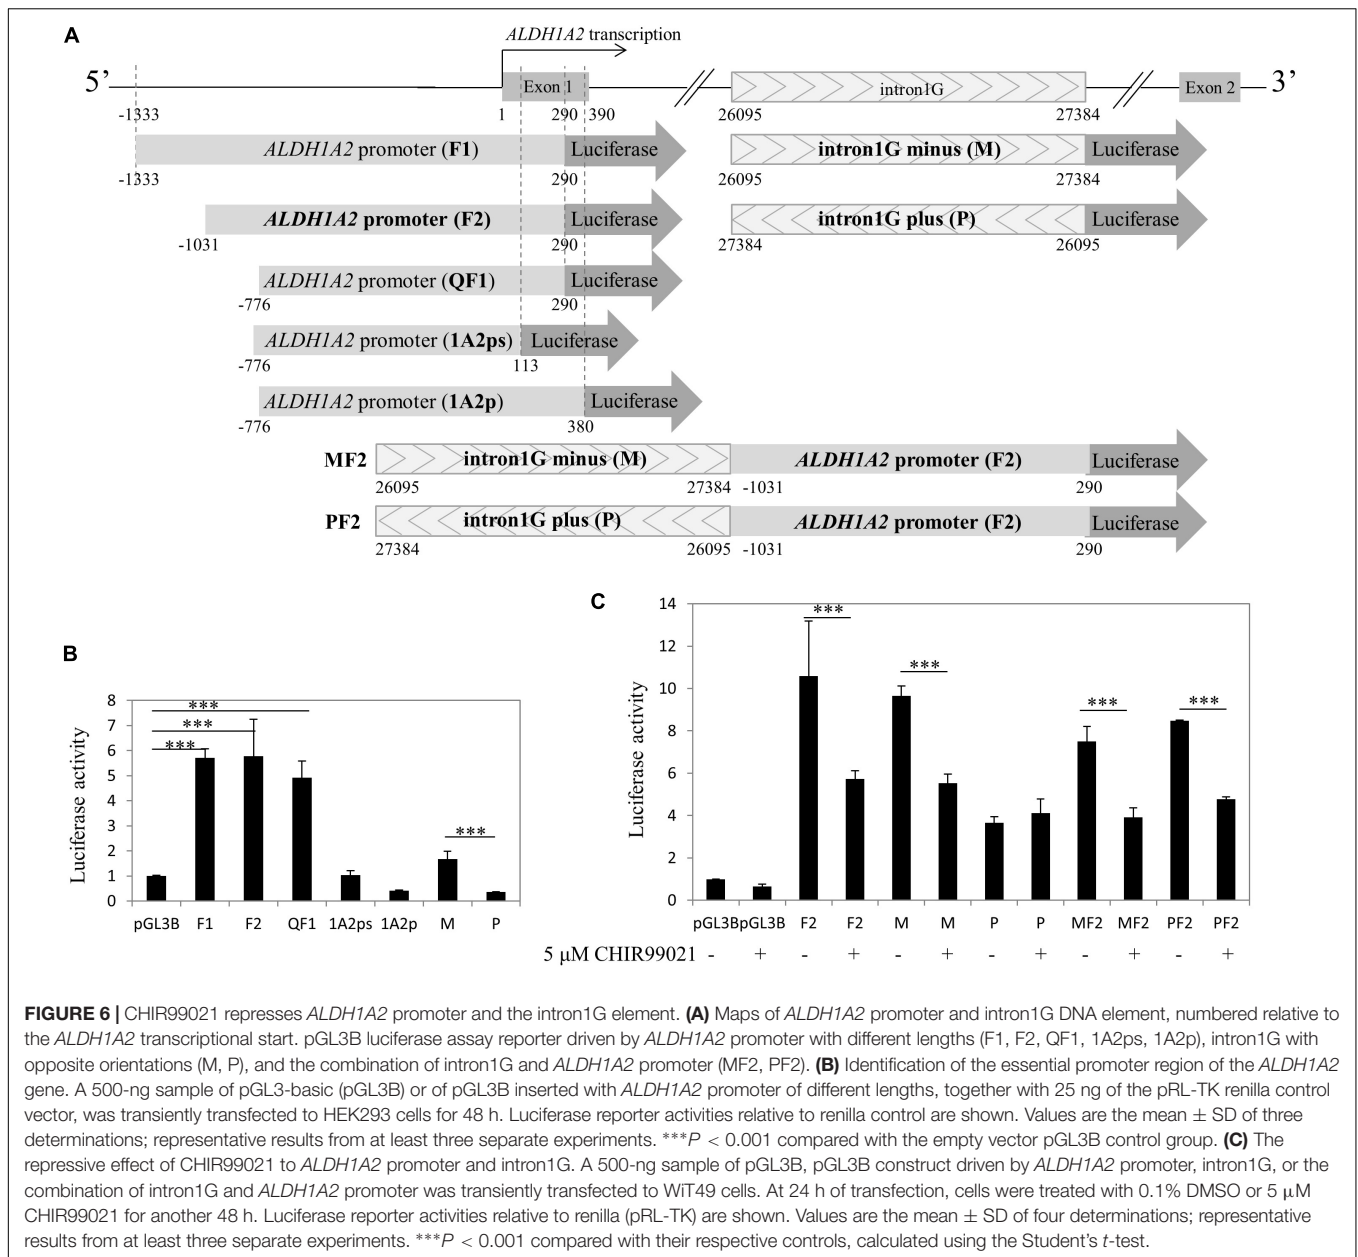 A
ALDH1A2 transcription
5’ Exon 1 intron1G Exon 2 3’
-1333 1 290 390 26095 27384
ALDH1A2 promoter (F1) Luciferase intron1G minus (M) Luciferase
-1333 290 26095 27384
ALDH1A2 promoter (F2) Luciferase intron1G plus (P) Luciferase
-1031 290 27384 26095
ALDH1A2 promoter (QF1) Luciferase
-776 290
ALDH1A2 promoter (1A2ps) Luciferase
-776 113
ALDH1A2 promoter (1A2p) Luciferase
-776 380
MF2 intron1G minus (M) ALDH1A2 promoter (F2) Luciferase
26095 27384 -1031 290
PF2 intron1G plus (P) ALDH1A2 promoter (F2) Luciferase
27384 26095 -1031 290
B
Luciferase activity
8
7
6
5
4
3
2
1
0
***
***
***
***
pGL3B F1 F2 QF1 1A2ps 1A2p M P
C
Luciferase activity
14
12
10
8
6
4
2
0
*** *** *** ***
pGL3B pGL3B F2 F2 M M P P MF2 MF2 PF2 PF2
5 μM CHIR99021 - + - + - + - + - + - +
FIGURE 6 | CHIR99021 represses ALDH1A2 promoter and the intron1G element. (A) Maps of ALDH1A2 promoter and intron1G DNA element, numbered relative to
the ALDH1A2 transcriptional start. pGL3B luciferase assay reporter driven by ALDH1A2 promoter with different lengths (F1, F2, QF1, 1A2ps, 1A2p), intron1G with
opposite orientations (M, P), and the combination of intron1G and ALDH1A2 promoter (MF2, PF2). (B) Identification of the essential promoter region of the ALDH1A2
gene. A 500-ng sample of pGL3-basic (pGL3B) or of pGL3B inserted with ALDH1A2 promoter of different lengths, together with 25 ng of the pRL-TK renilla control
vector, was transiently transfected to HEK293 cells for 48 h. Luciferase reporter activities relative to renilla control are shown. Values are the mean ± SD of three
determinations; representative results from at least three separate experiments. ***P < 0.001 compared with the empty vector pGL3B control group. (C) The
repressive effect of CHIR99021 to ALDH1A2 promoter and intron1G. A 500-ng sample of pGL3B, pGL3B construct driven by ALDH1A2 promoter, intron1G, or the
combination of intron1G and ALDH1A2 promoter was transiently transfected to WiT49 cells. At 24 h of transfection, cells were treated with 0.1% DMSO or 5 μM
CHIR99021 for another 48 h. Luciferase reporter activities relative to renilla (pRL-TK) are shown. Values are the mean ± SD of four determinations; representative
results from at least three separate experiments. ***P < 0.001 compared with their respective controls, calculated using the Student’s t-test.